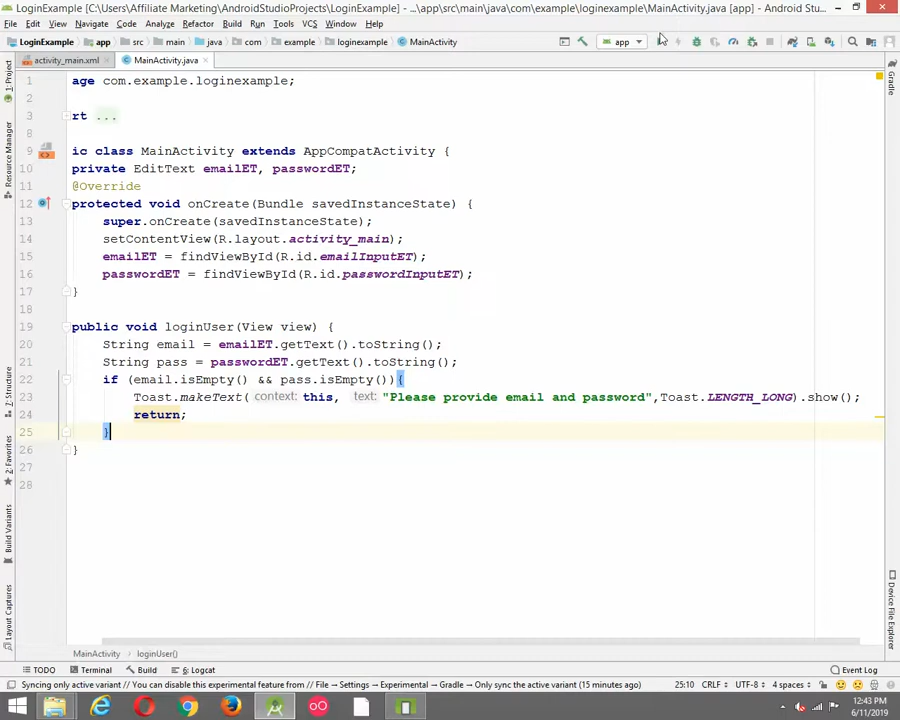 LoginExample [C:\Users\Affiliate Marketing\AndroidStudioProjects\LoginExample] - ...\app\src\main\java\com\example\loginexample\MainActivity.java [app] - Android Stu...
File Edit View Navigate Code Analyze Refactor Build Run Tools VCS Window Help
LoginExample app src main java com example loginexample MainActivity app
activity_main.xml MainActivity.java
1 age com.example.loginexample;
2
3 rt ...
8
9 ic class MainActivity extends AppCompatActivity {
10 private EditText emailET, passwordET;
11 @Override
12 protected void onCreate(Bundle savedInstanceState) {
13 super.onCreate(savedInstanceState);
14 setContentView(R.layout.activity_main);
15 emailET = findViewById(R.id.emailInputET);
16 passwordET = findViewById(R.id.passwordInputET);
17 }
18
19 public void loginUser(View view) {
20 String email = emailET.getText().toString();
21 String pass = passwordET.getText().toString();
22 if (email.isEmpty() && pass.isEmpty()){
23 Toast.makeText( context: this, text: "Please provide email and password",Toast.LENGTH_LONG).show();
24 return;
25 }
26 }
27
28
1: Project
Resource Manager
7: Structure
2: Favorites
Build Variants
Layout Captures
Gradle
Device File Explorer
MainActivity loginUser()
TODO Terminal Build 6: Logcat Event Log
Syncing only active variant // You can disable this experimental feature from // File → Settings → Experimental → Gradle → Only sync the active variant (15 minutes ago) 25:10 CRLF UTF-8 4 spaces
12:43 PM
6/11/2019